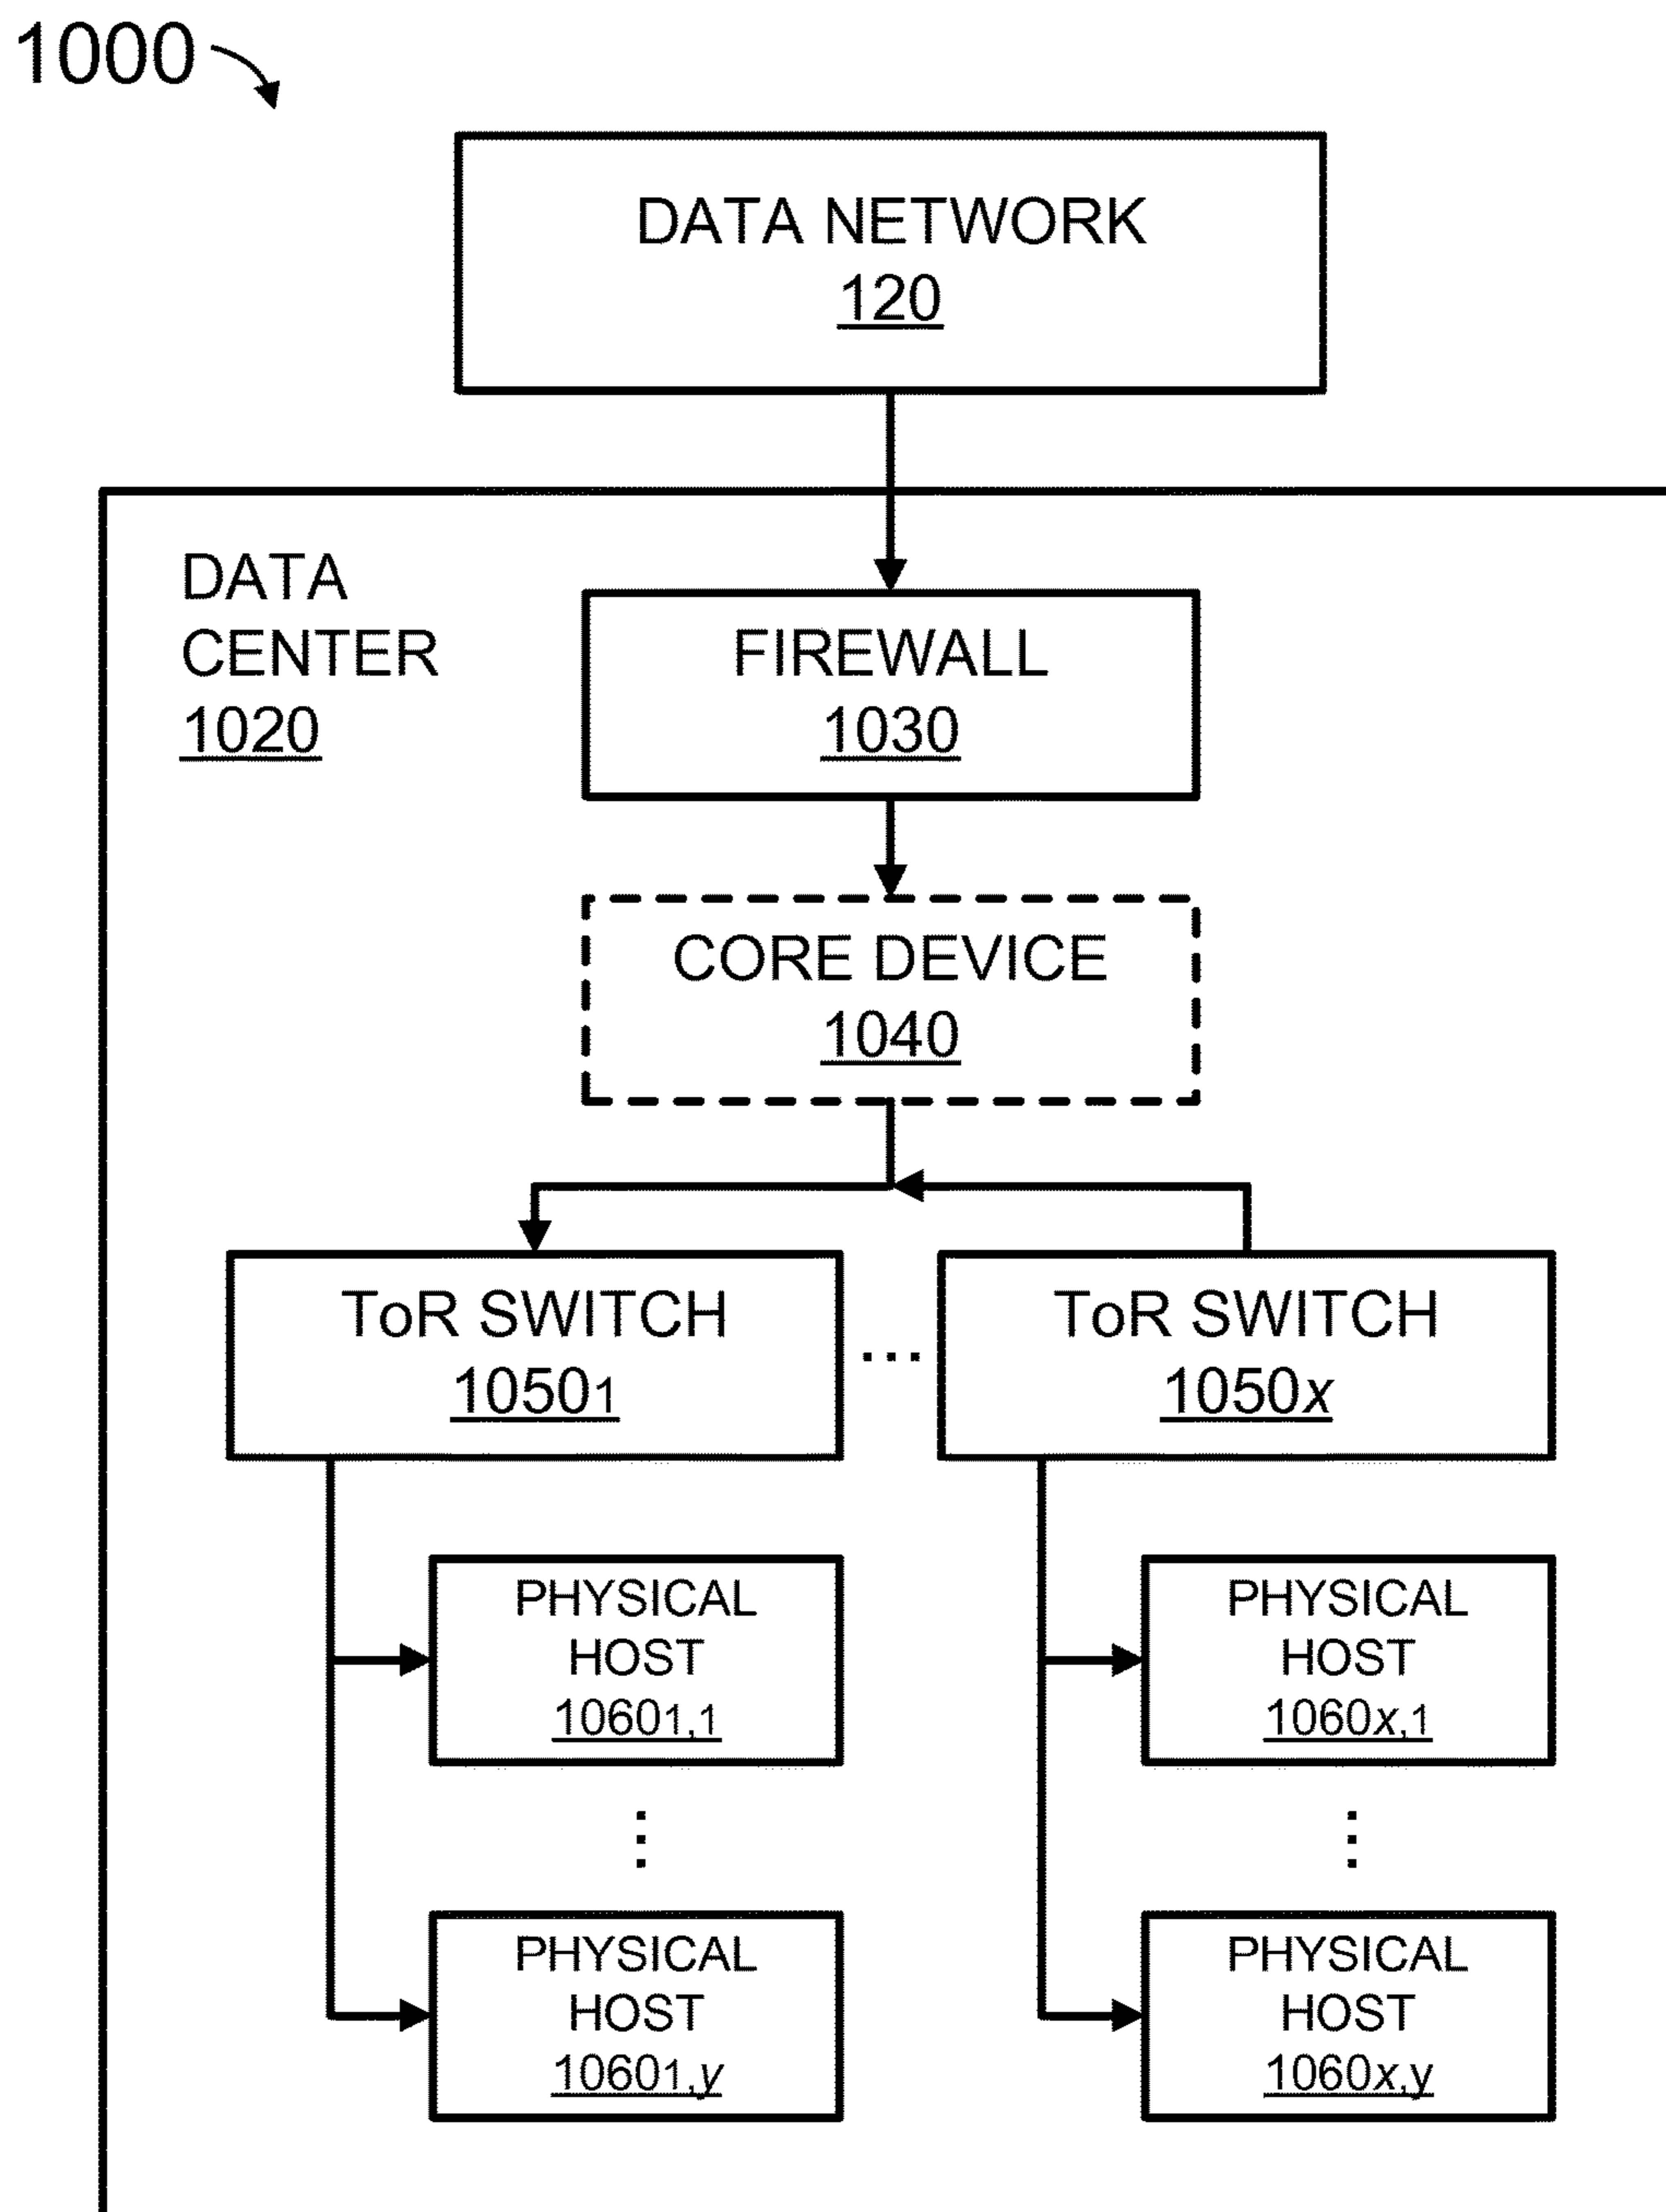 1000
DATA NETWORK
120
DATA
CENTER
1020
FIREWALL
1030
CORE DEVICE
1040
ToR SWITCH
10501
...
ToR SWITCH
1050x
PHYSICAL
HOST
10601,1
PHYSICAL
HOST
1060x,1
PHYSICAL
HOST
10601,y
PHYSICAL
HOST
1060x,y